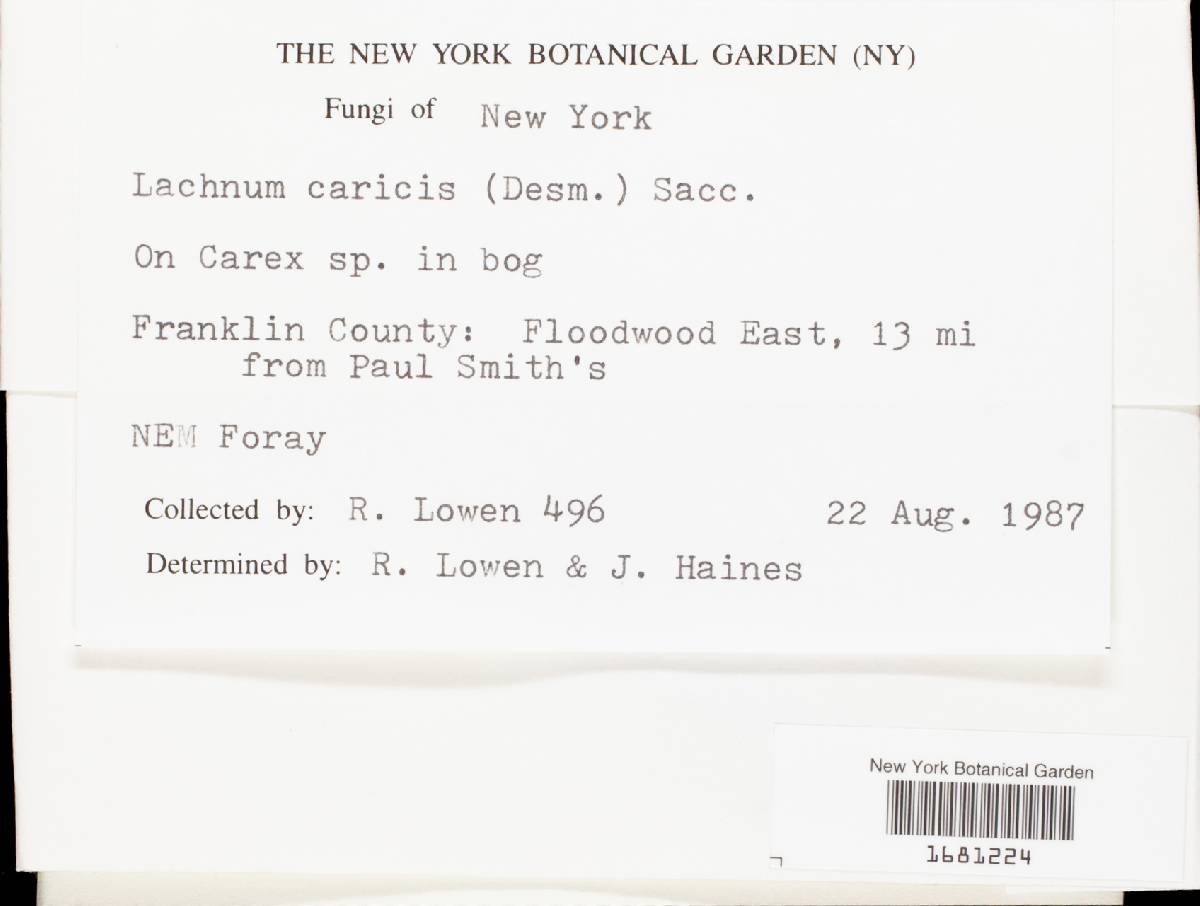 THE NEW YORK BOTANICAL GARDEN (NY)
Fungi of New York
Lachnum caricis (Desm.) Sacc.
On Carex sp. in bog
Franklin County: Floodwood East, 13 mi
from Paul Smith's
NEM Foray
Collected by: R. Lowen 496 22 Aug. 1987
Determined by: R. Lowen & J. Haines
New York Botanical Garden
1681224